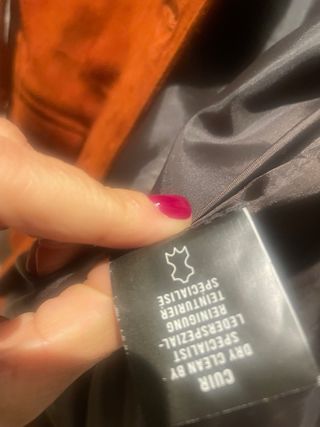 CUIR
DRY CLEAN BY
SPECIALIST
LEDERSPEZIAL-
REINIGUNG
TEINTURIER
SPECIALISE